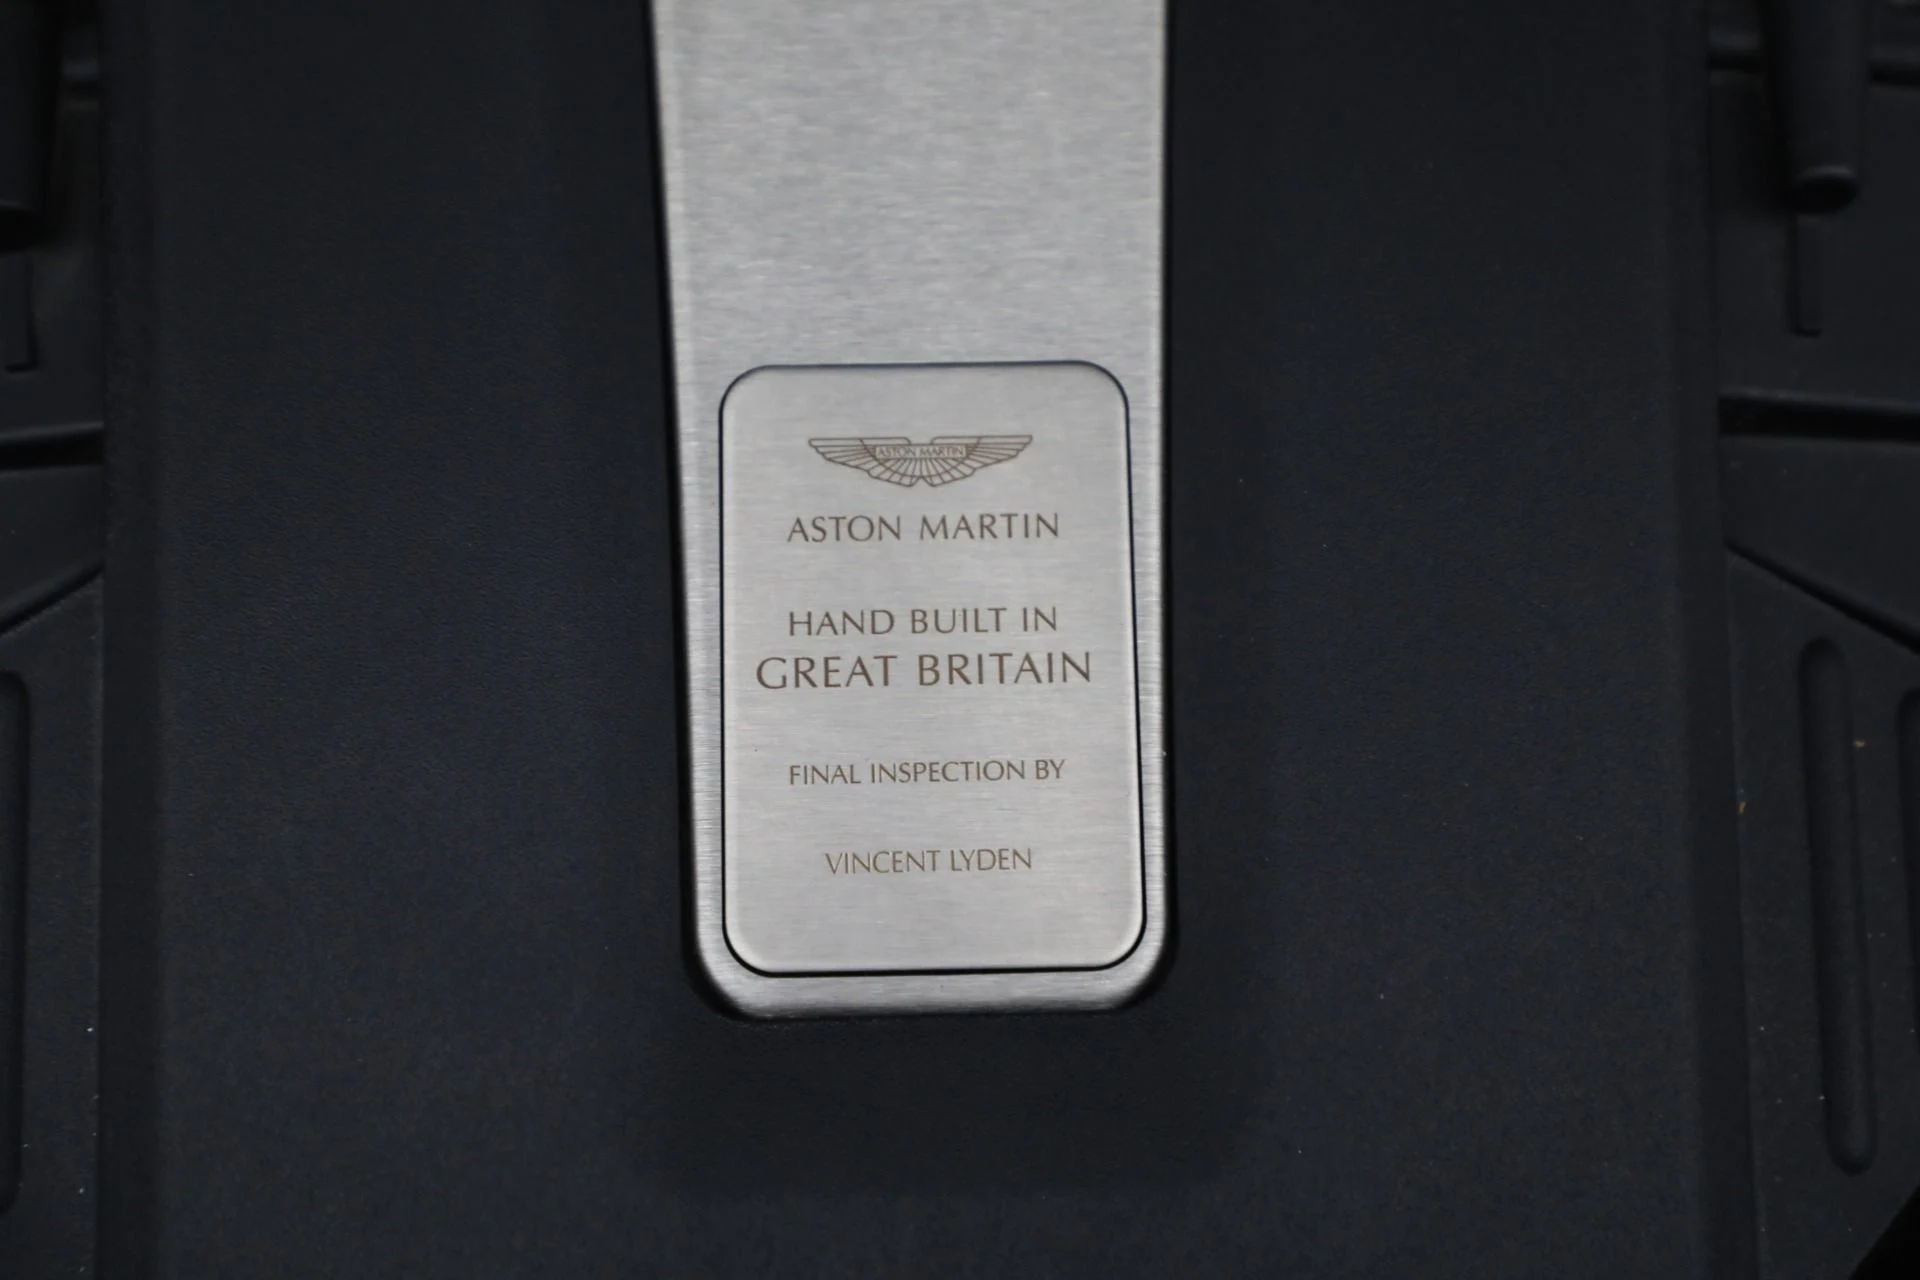 ASTON MARTIN
ASTON MARTIN
HAND BUILT IN
GREAT BRITAIN
FINAL INSPECTION BY
VINCENT LYDEN